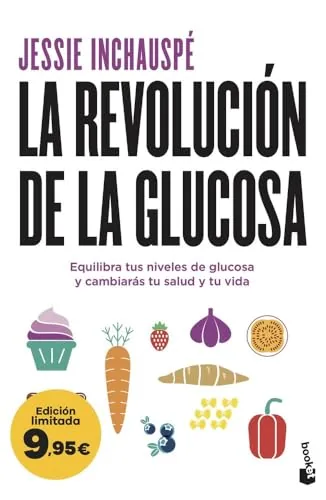 JESSIE INCHAUSPÉ
LA REVOLUCIÓN
DE LA GLUCOSA
Equilibra tus niveles de glucosa
y cambiarás tu salud y tu vida
Edición
limitada
9,95€
booket